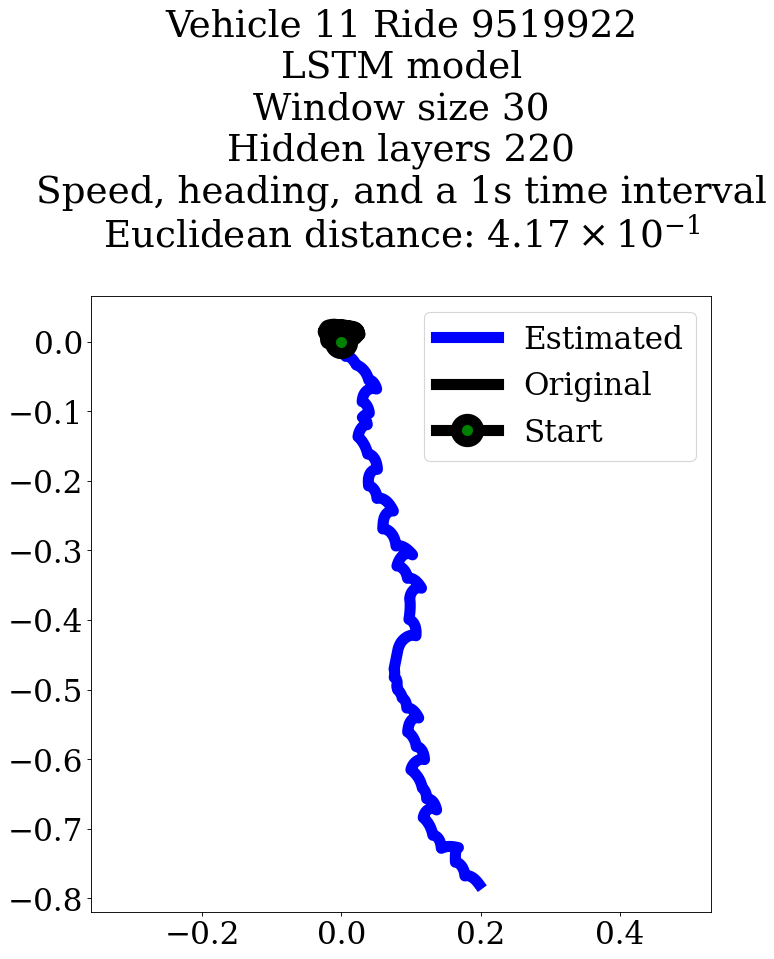 Vehicle 11 Ride 9519922
LSTM model
Window size 30
Hidden layers 220
Speed, heading, and a 1s time interval
Euclidean distance: 4.17 × 10⁻¹
Estimated
Original
Start
0.0
−0.1
−0.2
−0.3
−0.4
−0.5
−0.6
−0.7
−0.8
−0.2
0.0
0.2
0.4